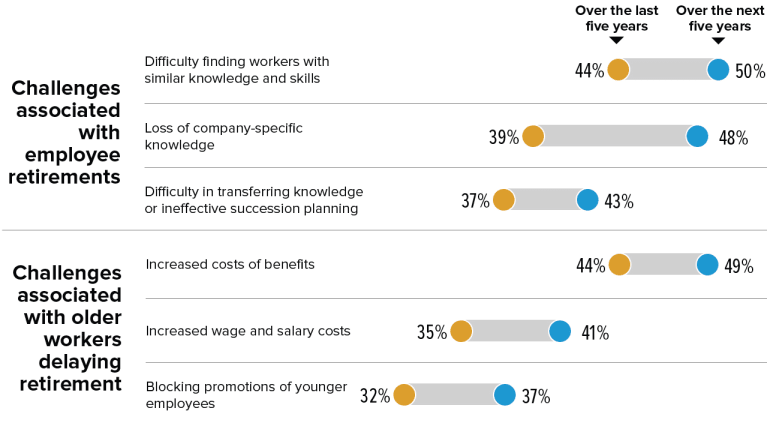 Over the last
five years
Over the next
five years
Challenges
associated
with
employee
retirements
Difficulty finding workers with
similar knowledge and skills
44%
50%
Loss of company-specific
knowledge
39%
48%
Difficulty in transferring knowledge
or ineffective succession planning
37%
43%
Challenges
associated
with older
workers
delaying
retirement
Increased costs of benefits
44%
49%
Increased wage and salary costs
35%
41%
Blocking promotions of younger
employees
32%
37%